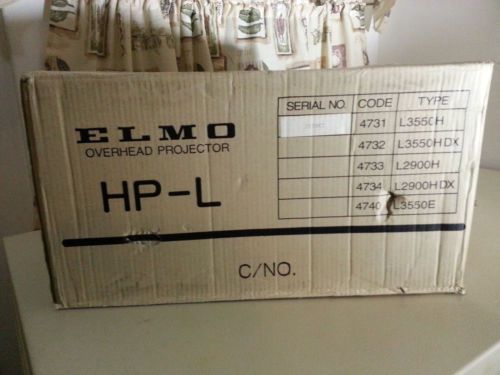 ELMO
OVERHEAD PROJECTOR
HP-L
SERIAL NO. CODE TYPE
4731 L3550H
4732 L3550HDX
4733 L2900H
4734 L2900HDX
4740 L3550E
C/NO.